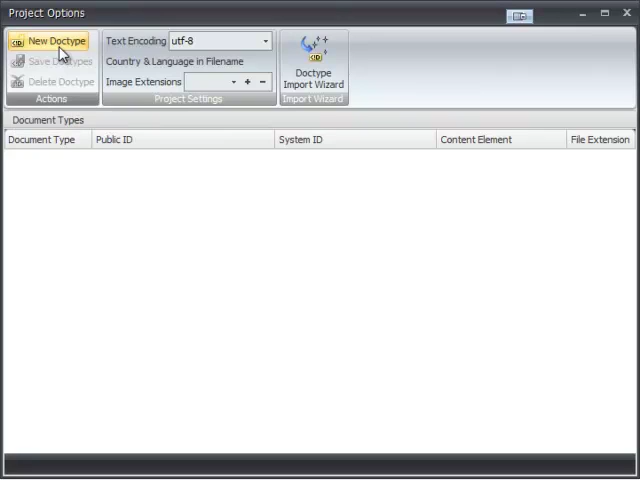 Project Options
New Doctype
Save Doctypes
Delete Doctype
Actions
Text Encoding utf-8
Country & Language in Filename
Image Extensions
Project Settings
Doctype
Import Wizard
Import Wizard
Document Types
Document Type Public ID System ID Content Element File Extension